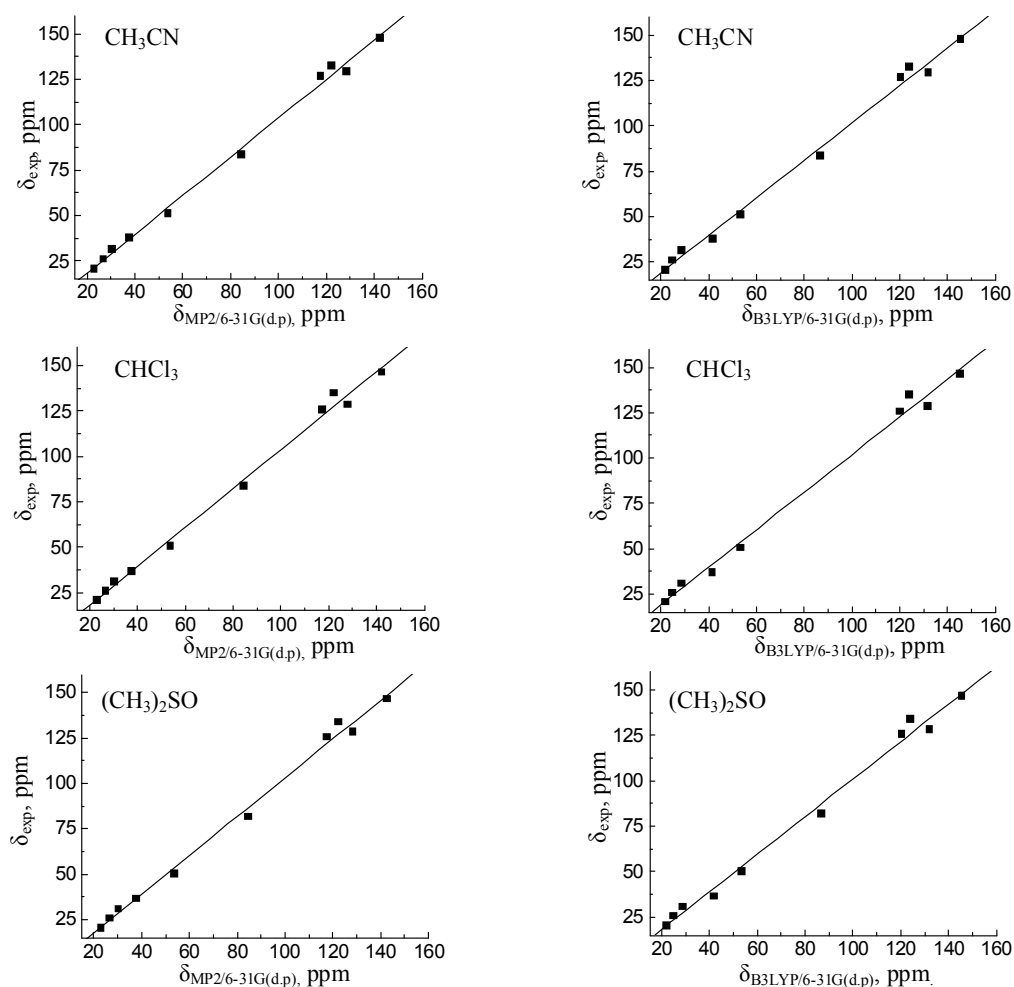 CH₃CN
150
125
100
75
50
25
δexp, ppm
20 40 60 80 100 120 140 160
δMP2/6-31G(d.p), ppm
CH₃CN
150
125
100
75
50
25
δexp, ppm
20 40 60 80 100 120 140 160
δB3LYP/6-31G(d.p), ppm
CHCl₃
150
125
100
75
50
25
δexp, ppm
20 40 60 80 100 120 140 160
δMP2/6-31G(d.p), ppm
CHCl₃
150
125
100
75
50
25
δexp, ppm
20 40 60 80 100 120 140 160
δB3LYP/6-31G(d.p), ppm
(CH₃)₂SO
150
125
100
75
50
25
δexp, ppm
20 40 60 80 100 120 140 160
δMP2/6-31G(d.p), ppm
(CH₃)₂SO
150
125
100
75
50
25
δexp, ppm
20 40 60 80 100 120 140 160
δB3LYP/6-31G(d.p), ppm.